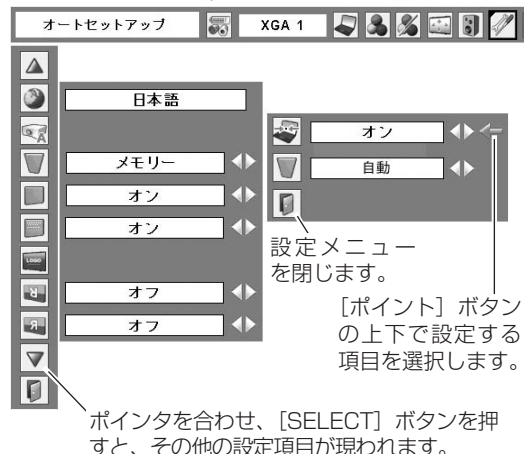 オートセットアップ
XGA 1
日本語
メモリー
オン
オン
LOGO
オフ
オフ
オン
自動
設定メニュー
を閉じます。
[ポイント] ボタン
の上下で設定する
項目を選択します。
ポインタを合わせ、[SELECT] ボタンを押
すと、その他の設定項目が現われます。